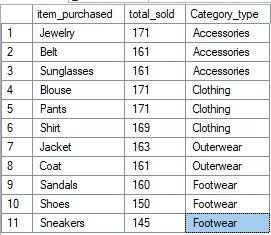 item_purchased total_sold Category_type
1 Jewelry 171 Accessories
2 Belt 161 Accessories
3 Sunglasses 161 Accessories
4 Blouse 171 Clothing
5 Pants 171 Clothing
6 Shirt 169 Clothing
7 Jacket 163 Outerwear
8 Coat 161 Outerwear
9 Sandals 160 Footwear
10 Shoes 150 Footwear
11 Sneakers 145 Footwear